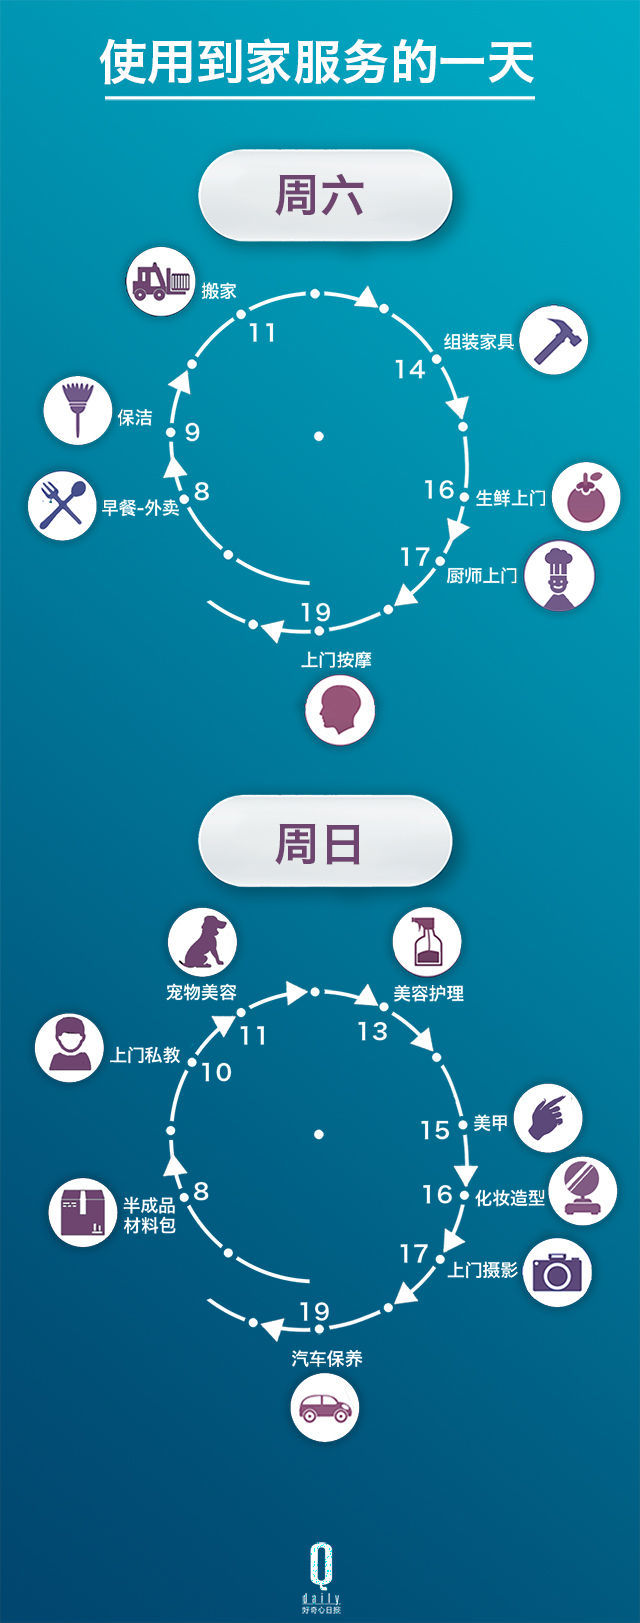 使用到家服务的一天
周六
搬家
11
组装家具
14
保洁
9
8
早餐-外卖
16
生鲜上门
17
厨师上门
19
上门按摩
周日
宠物美容
美容护理
11
13
上门私教
10
15
美甲
8
半成品
材料包
16
化妆造型
17
上门摄影
19
汽车保养
Q
daily
好奇心日报